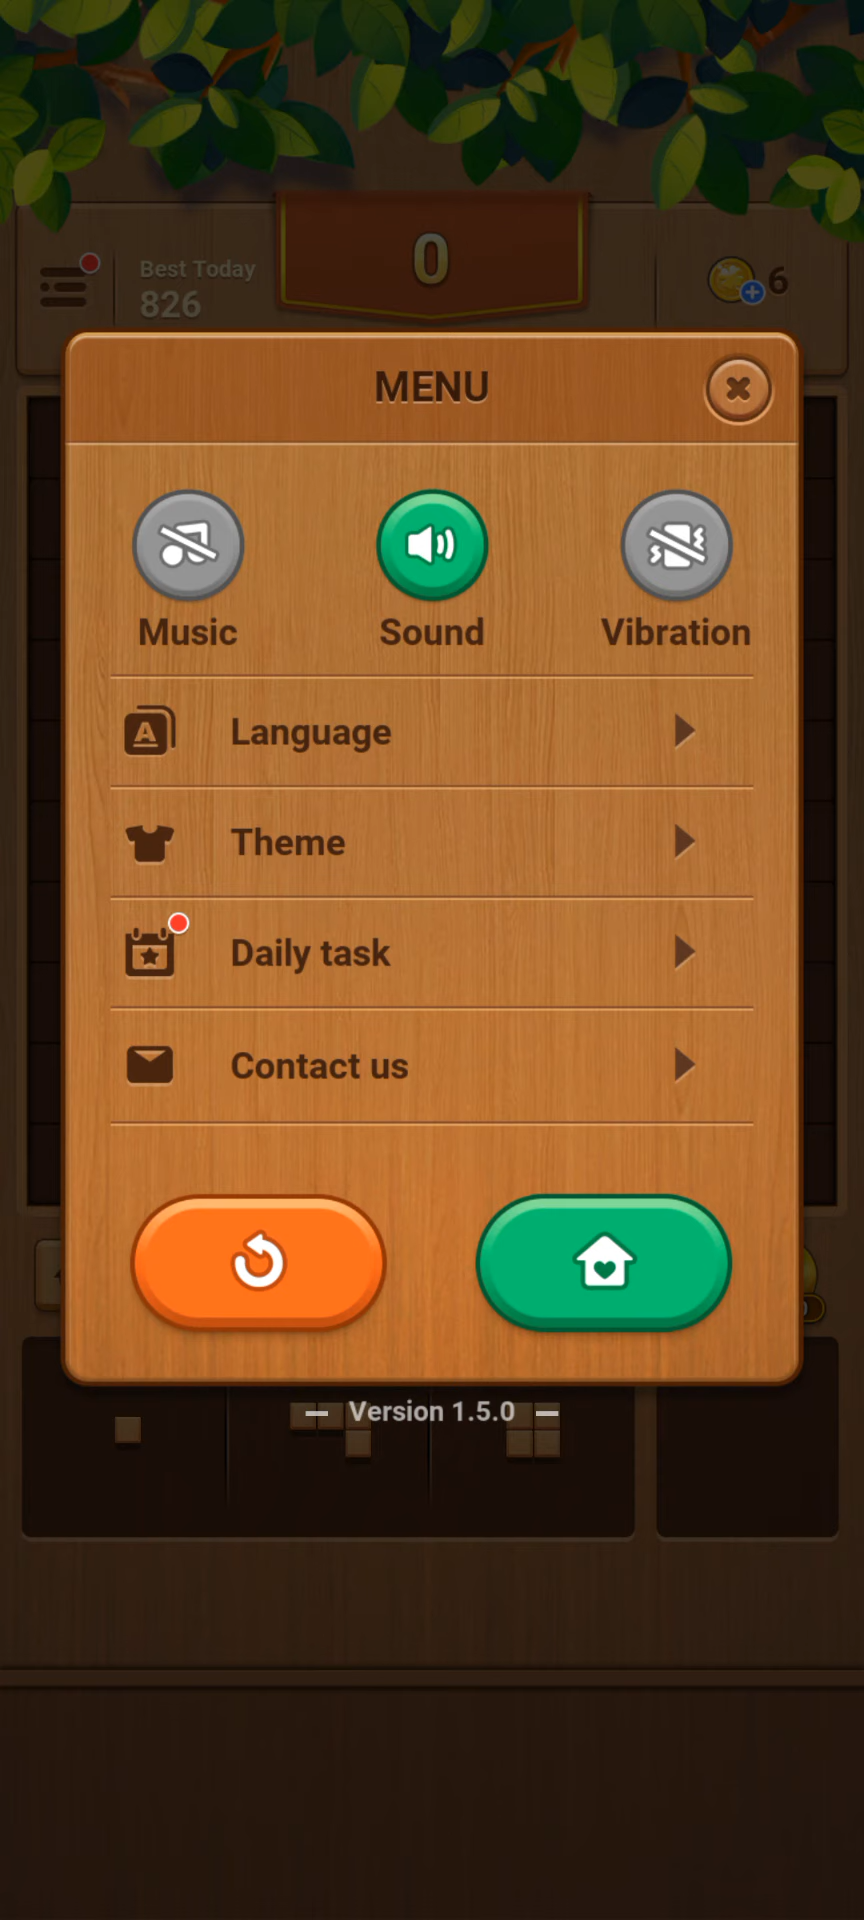 0
Best Today
826
6
MENU
Music
Sound
Vibration
A
Language
Theme
Daily task
Contact us
Version 1.5.0